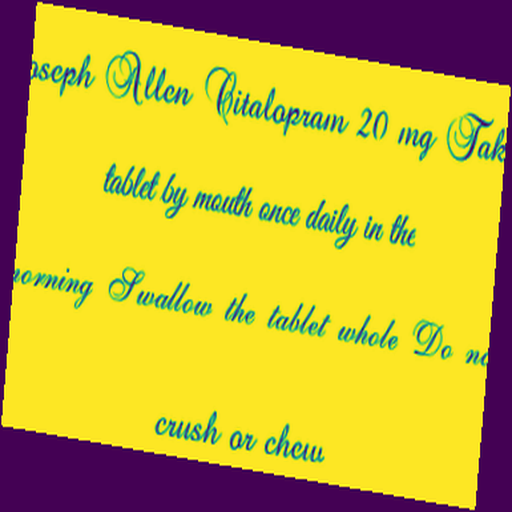 oseph Allen Citalopram 20 mg Tak
tablet by mouth once daily in the
orning Swallow the tablet whole Do no
crush or chew